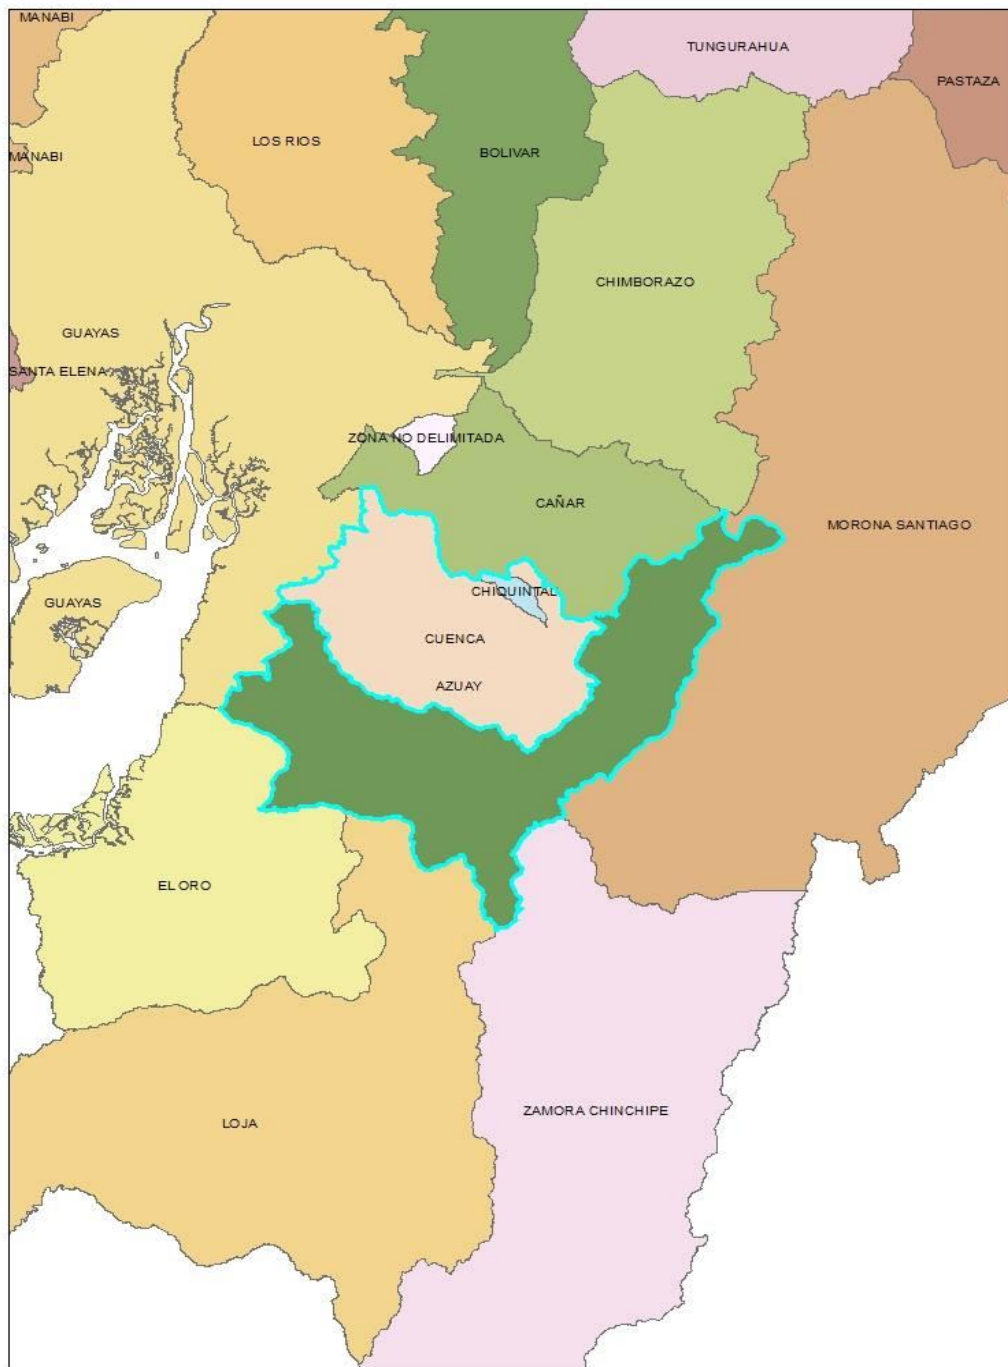 MANABI
TUNGURAHUA
PASTAZA
LOS RIOS
BOLIVAR
MANABI
CHIMBORAZO
GUAYAS
SANTA ELENA
ZONA NO DELIMITADA
CAÑAR
MORONA SANTIAGO
CHIQUINTAL
GUAYAS
CUENCA
AZUAY
EL ORO
ZAMORA CHINCHIPE
LOJA